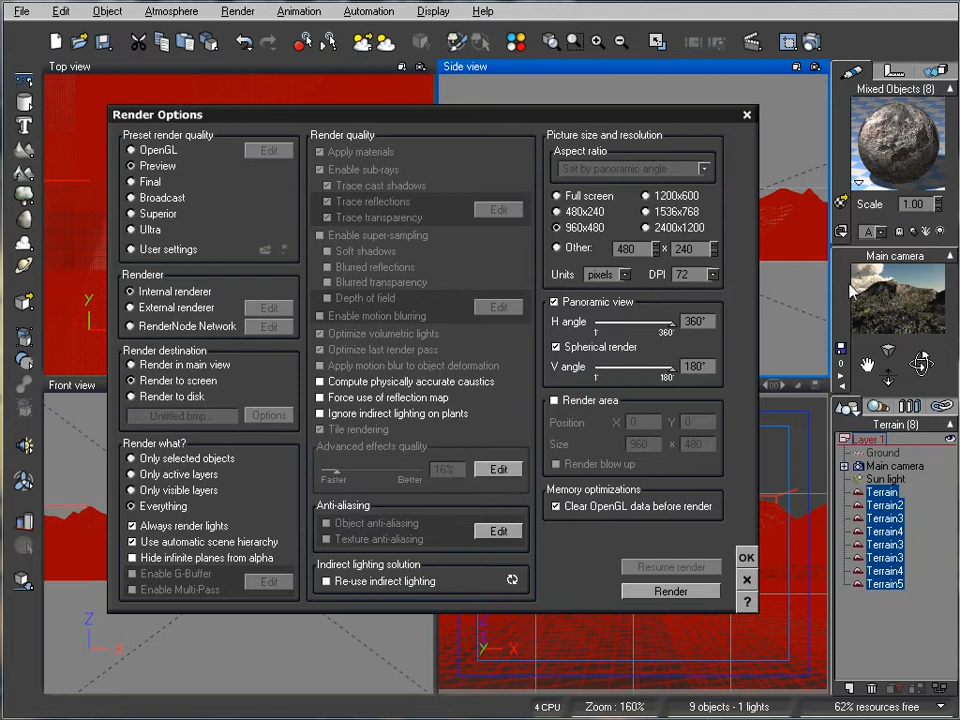 File Edit Object Atmosphere Render Animation Automation Display Help
Top view
Side view
Render Options
Preset render quality
OpenGL Edit
Preview
Final
Broadcast
Superior
Ultra
User settings
Renderer
Internal renderer
External renderer Edit
RenderNode Network Edit
Render destination
Render in main view
Render to screen
Render to disk
Untitled.bmp... Options
Render what?
Only selected objects
Only active layers
Only visible layers
Everything
Always render lights
Use automatic scene hierarchy
Hide infinite planes from alpha
Enable G-Buffer Edit
Enable Multi-Pass
Render quality
Apply materials
Enable sub-rays
Trace cast shadows
Trace reflections Edit
Trace transparency
Enable super-sampling
Soft shadows
Blurred reflections
Blurred transparency
Depth of field Edit
Enable motion blurring
Optimize volumetric lights
Optimize last render pass
Apply motion blur to object deformation
Compute physically accurate caustics
Force use of reflection map
Ignore indirect lighting on plants
Tile rendering
Advanced effects quality
16% Edit
Faster Better
Anti-aliasing
Object anti-aliasing Edit
Texture anti-aliasing
Indirect lighting solution
Re-use indirect lighting
Picture size and resolution
Aspect ratio
Set by panoramic angle
Full screen 1200x600
480x240 1536x768
960x480 2400x1200
Other: 480 x 240
Units pixels DPI 72
Panoramic view
H angle 360°
1° 360°
Spherical render
V angle 180°
1° 180°
Render area
Position X 0 Y 0
Size 960 x 480
Render blow up
Memory optimizations
Clear OpenGL data before render
Resume render
Render
OK
?
Front view
Y
Z
X
Z
Y X
Mixed Objects (8)
Scale 1.00
A
Main camera
Terrain (8)
Layer 1
Ground
Main camera
Sun light
Terrain
Terrain2
Terrain3
Terrain4
Terrain3
Terrain3
Terrain4
Terrain5
4 CPU Zoom : 160% 9 objects - 1 lights 62% resources free